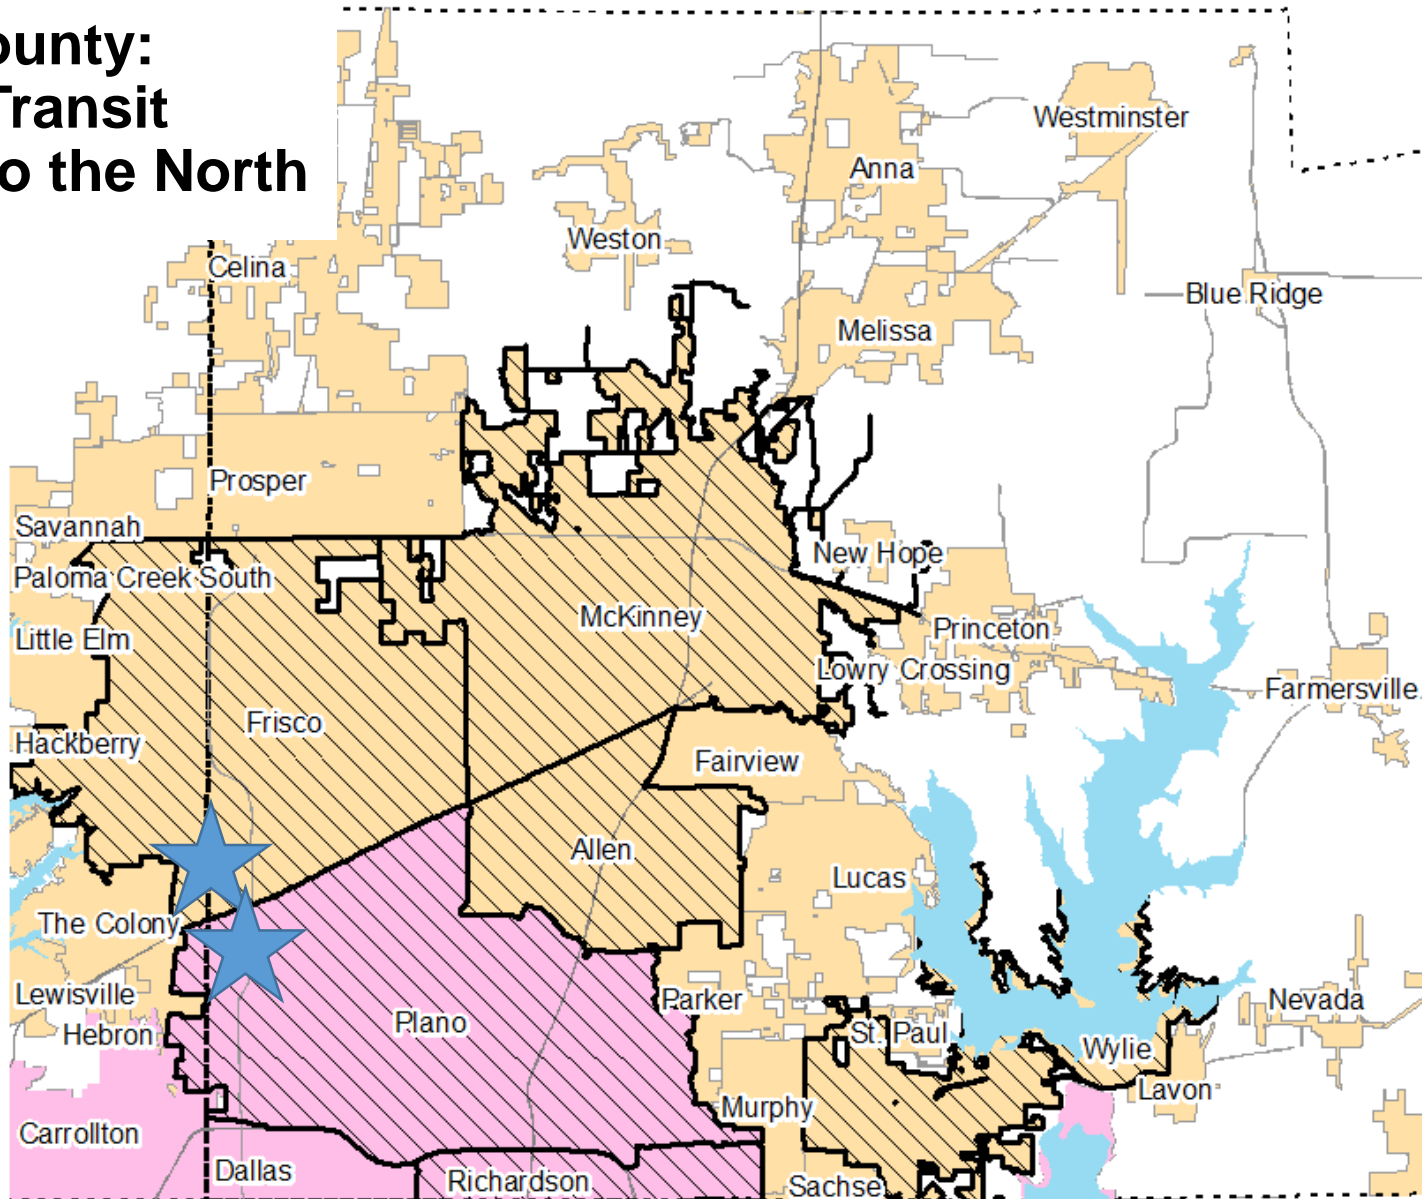 ounty:
Transit
o the North
Westminster
Anna
Weston
Celina
Blue Ridge
Melissa
Prosper
Savannah
New Hope
Paloma Creek South
McKinney
Princeton
Little Elm
Lowry Crossing
Farmersville
Frisco
Hackberry
Fairview
Allen
Lucas
The Colony
Lewisville
Parker
Nevada
Plano
Hebron
St. Paul
Wylie
Lavon
Murphy
Carrollton
Dallas
Richardson
Sachse